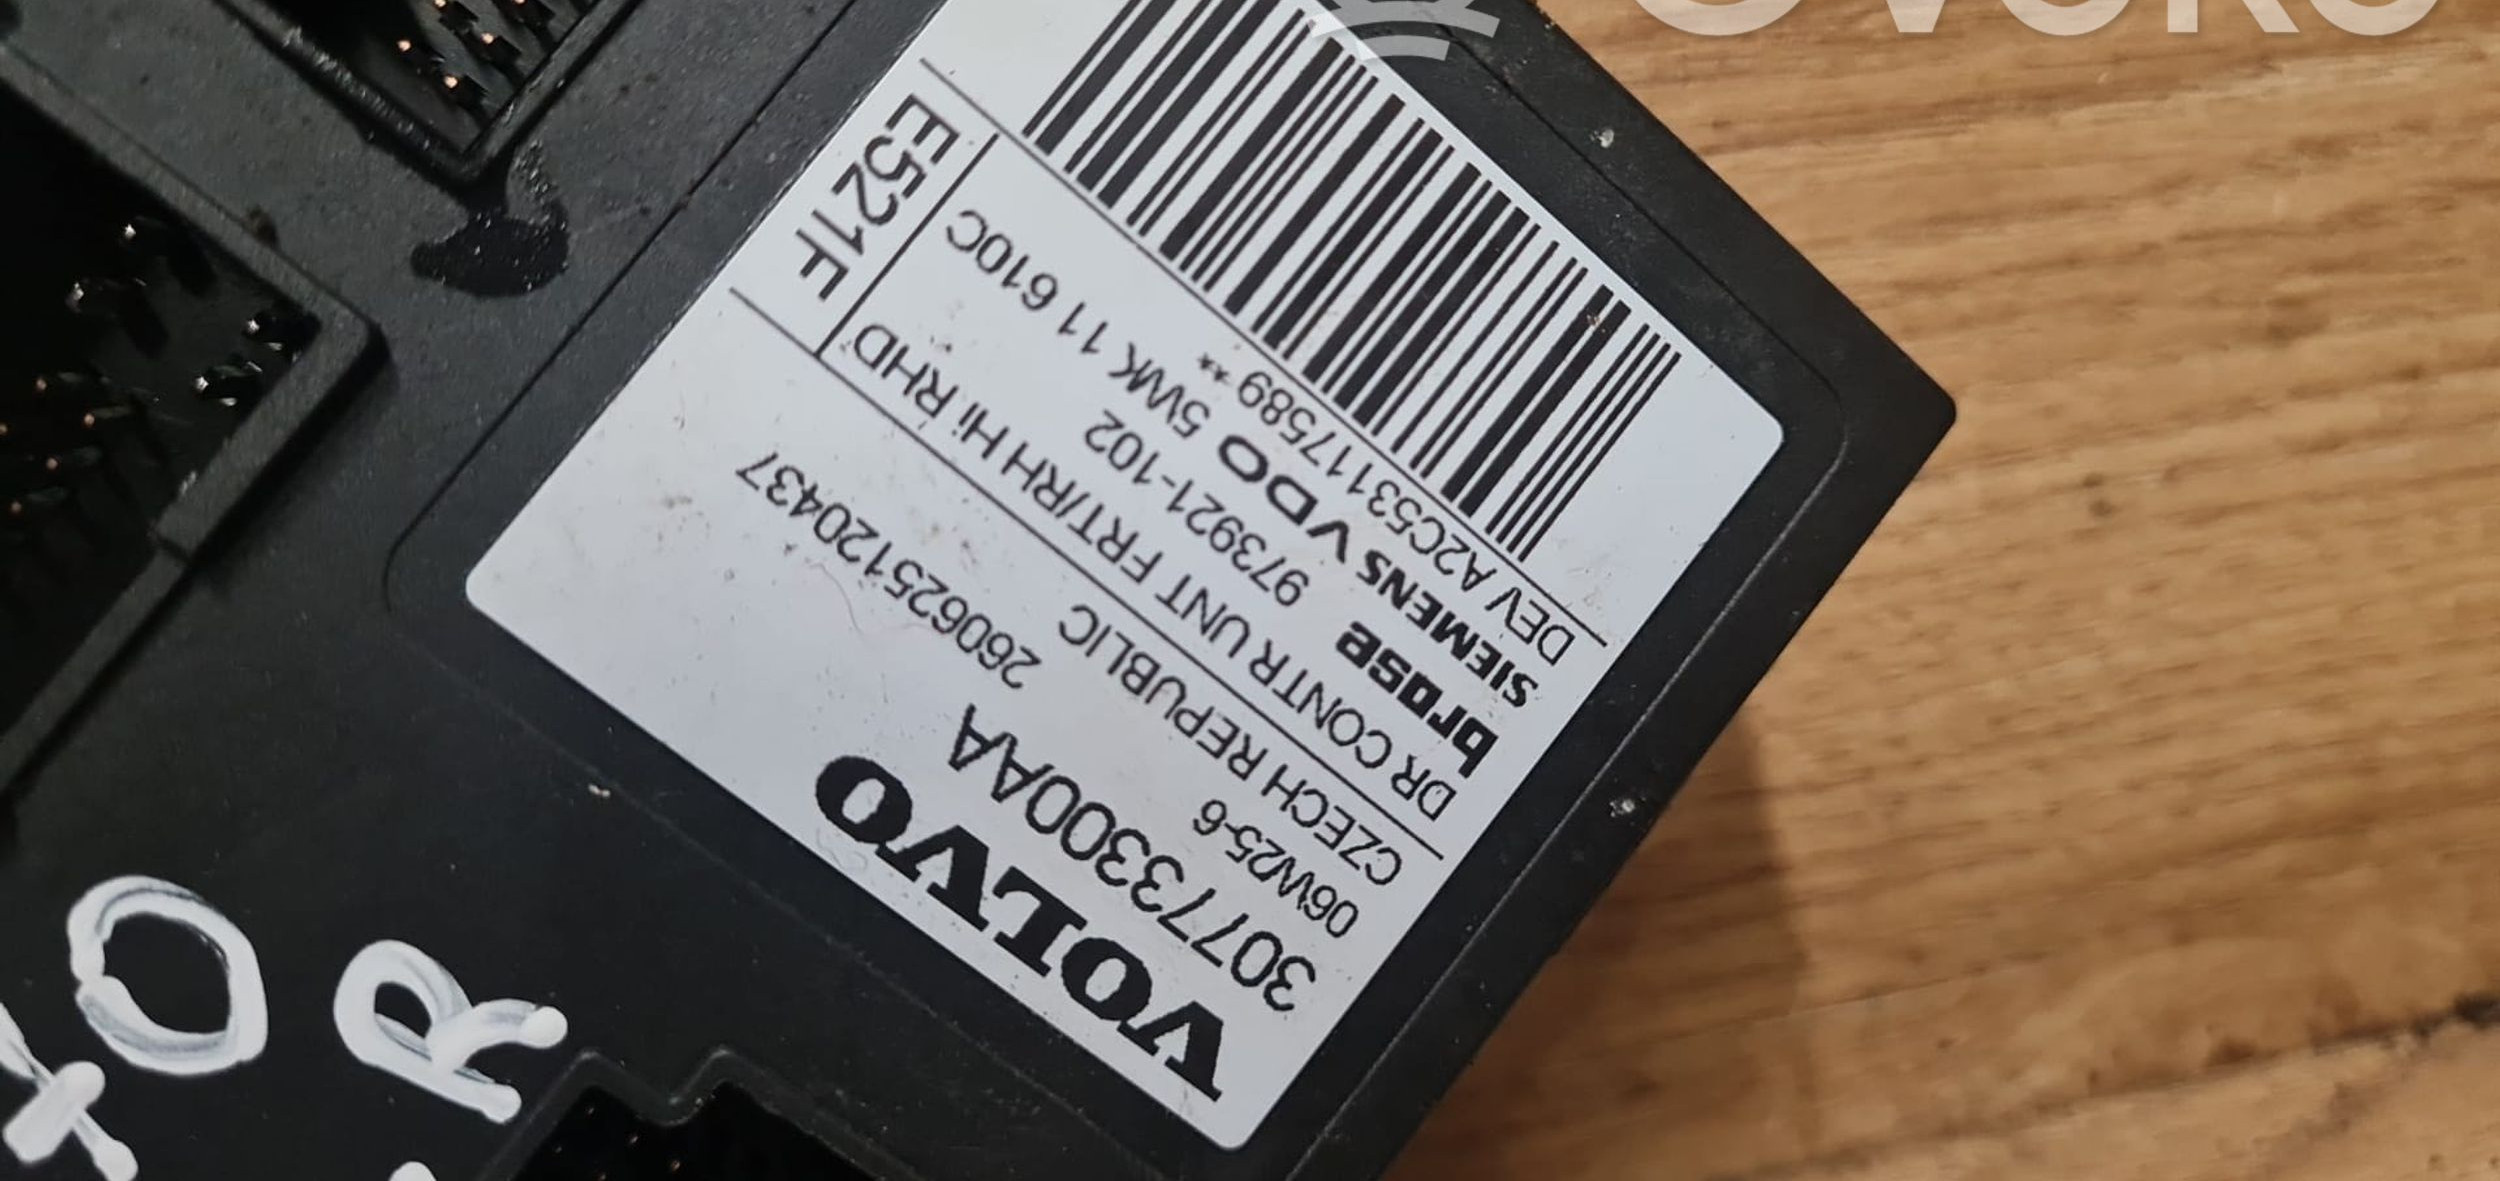 VOLVO
30773300AA
06W25-6 260625120437
CZECH REPUBLIC
DR CONTR UNT FRT/RH Hi RHD
brose 973921-102
SIEMENS VDO 5WK 11 610C
E521F
DEV A2C53117589**
R